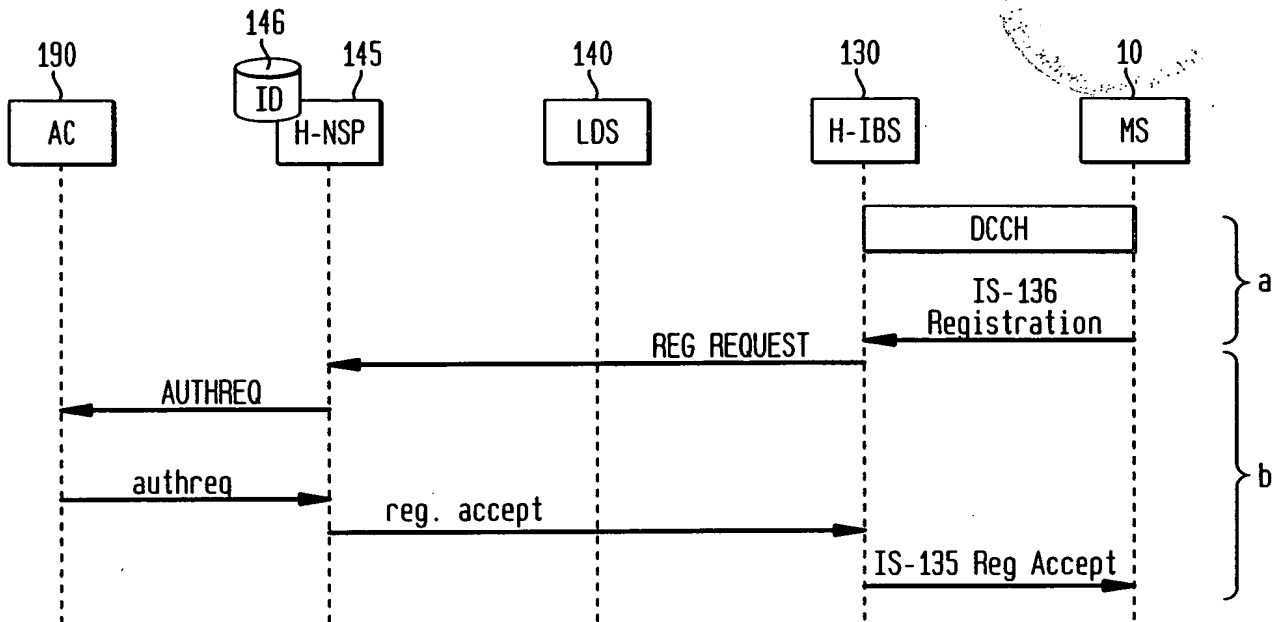 146
190
145
140
130
10
ID
AC
H-NSP
LDS
H-IBS
MS
DCCH
a
IS-136
Registration
REG REQUEST
AUTHREQ
b
authreq
reg. accept
IS-135 Reg Accept